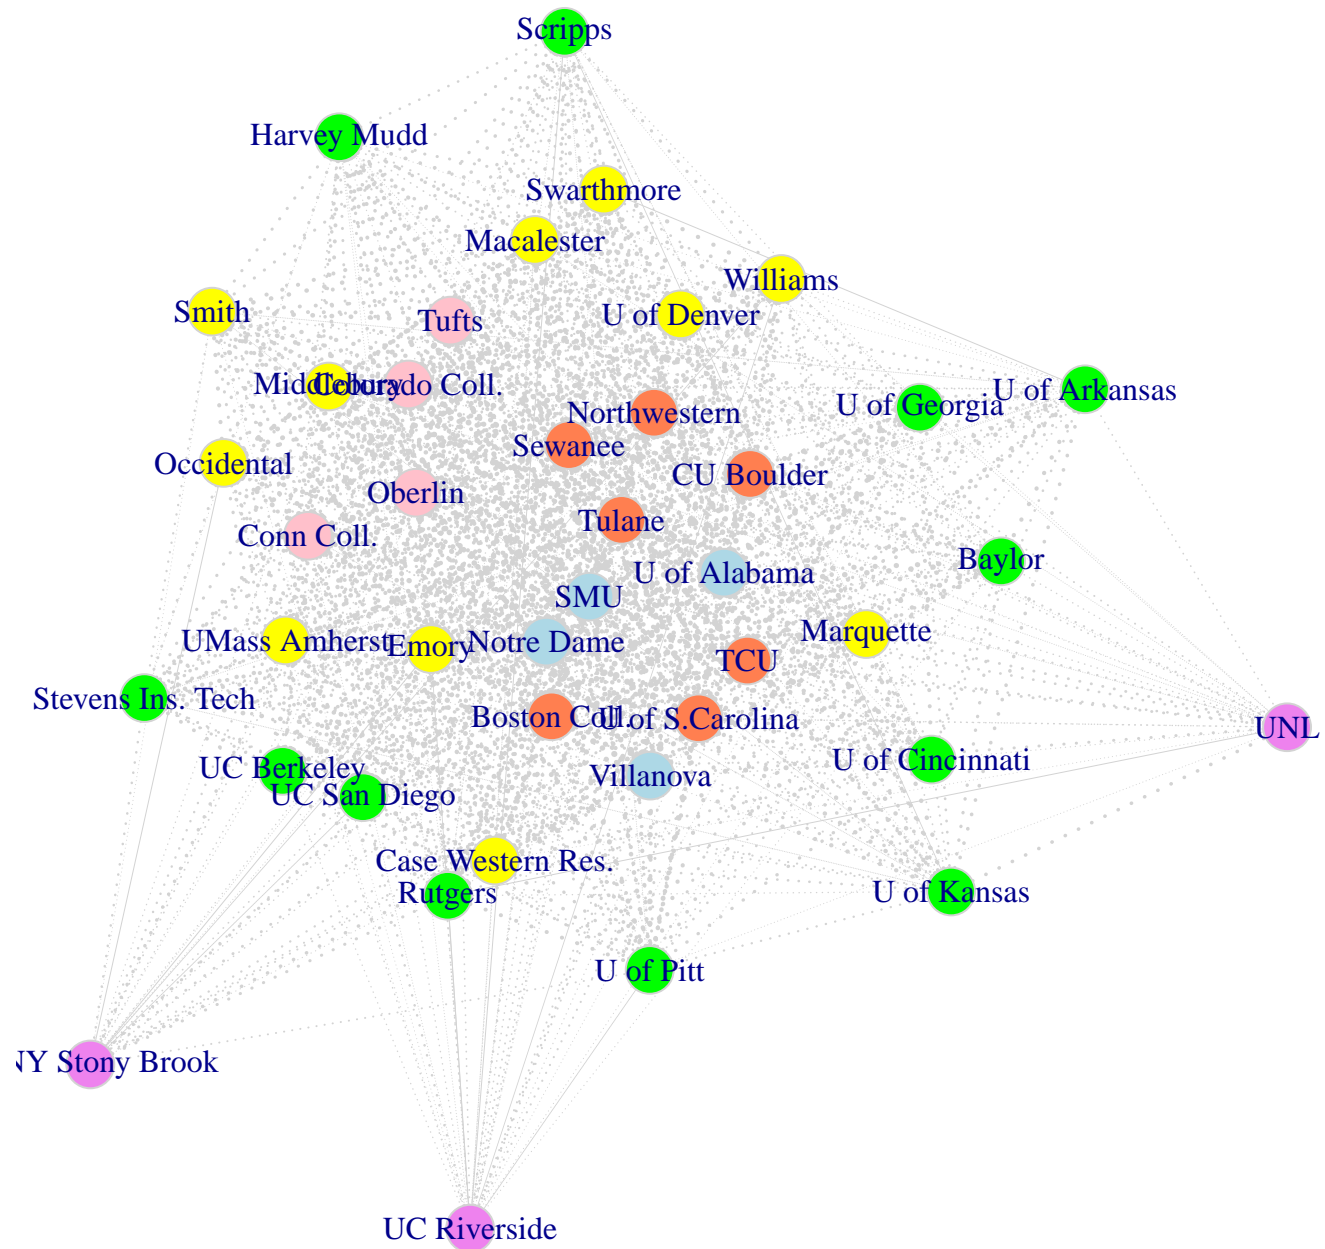 Scripps
Harvey Mudd
Swarthmore
Macalester
Williams
Smith
Tufts
U of Denver
Middlebury
Colorado Coll.
U of Arkansas
U of Georgia
Northwestern
Sewanee
Occidental
CU Boulder
Oberlin
Tulane
Conn Coll.
Baylor
U of Alabama
SMU
Marquette
UMass Amherst
Emory
Notre Dame
TCU
Stevens Ins. Tech
Boston Coll.
U of S.Carolina
UNL
U of Cincinnati
UC Berkeley
Villanova
UC San Diego
Case Western Res.
Rutgers
U of Kansas
U of Pitt
NY Stony Brook
UC Riverside